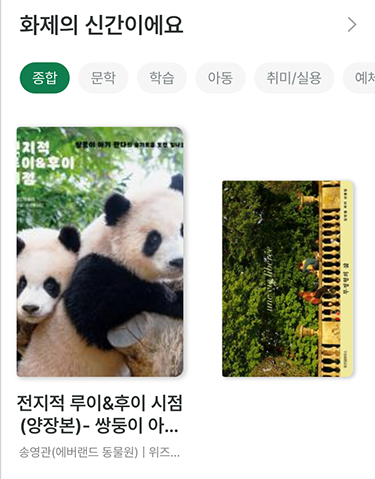 화제의 신간이에요
종합
문학
학습
아동
취미/실용
예체
전지적
루이&후이
시점
전지적 루이&후이 시점
(양장본)- 쌍둥이 아...
송영관(에버랜드 동물원) | 위즈...